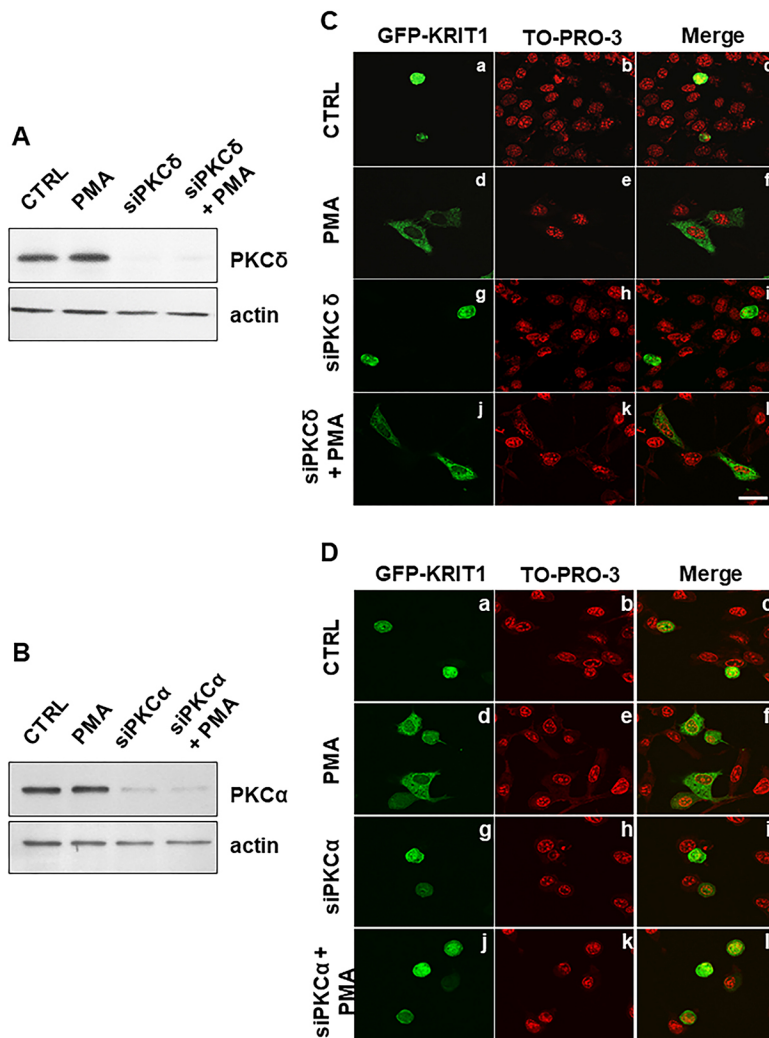 A
CTRL
PMA
siPKCδ
siPKCδ
+ PMA
PKCδ
actin
B
CTRL
PMA
siPKCα
siPKCα
+ PMA
PKCα
actin
C
GFP-KRIT1 TO-PRO-3 Merge
CTRL
a b c
PMA
d e f
siPKC δ
g h i
siPKCδ
+ PMA
j k l
D
GFP-KRIT1 TO-PRO-3 Merge
CTRL
a b c
PMA
d e f
siPKCα
g h i
siPKCα +
PMA
j k l